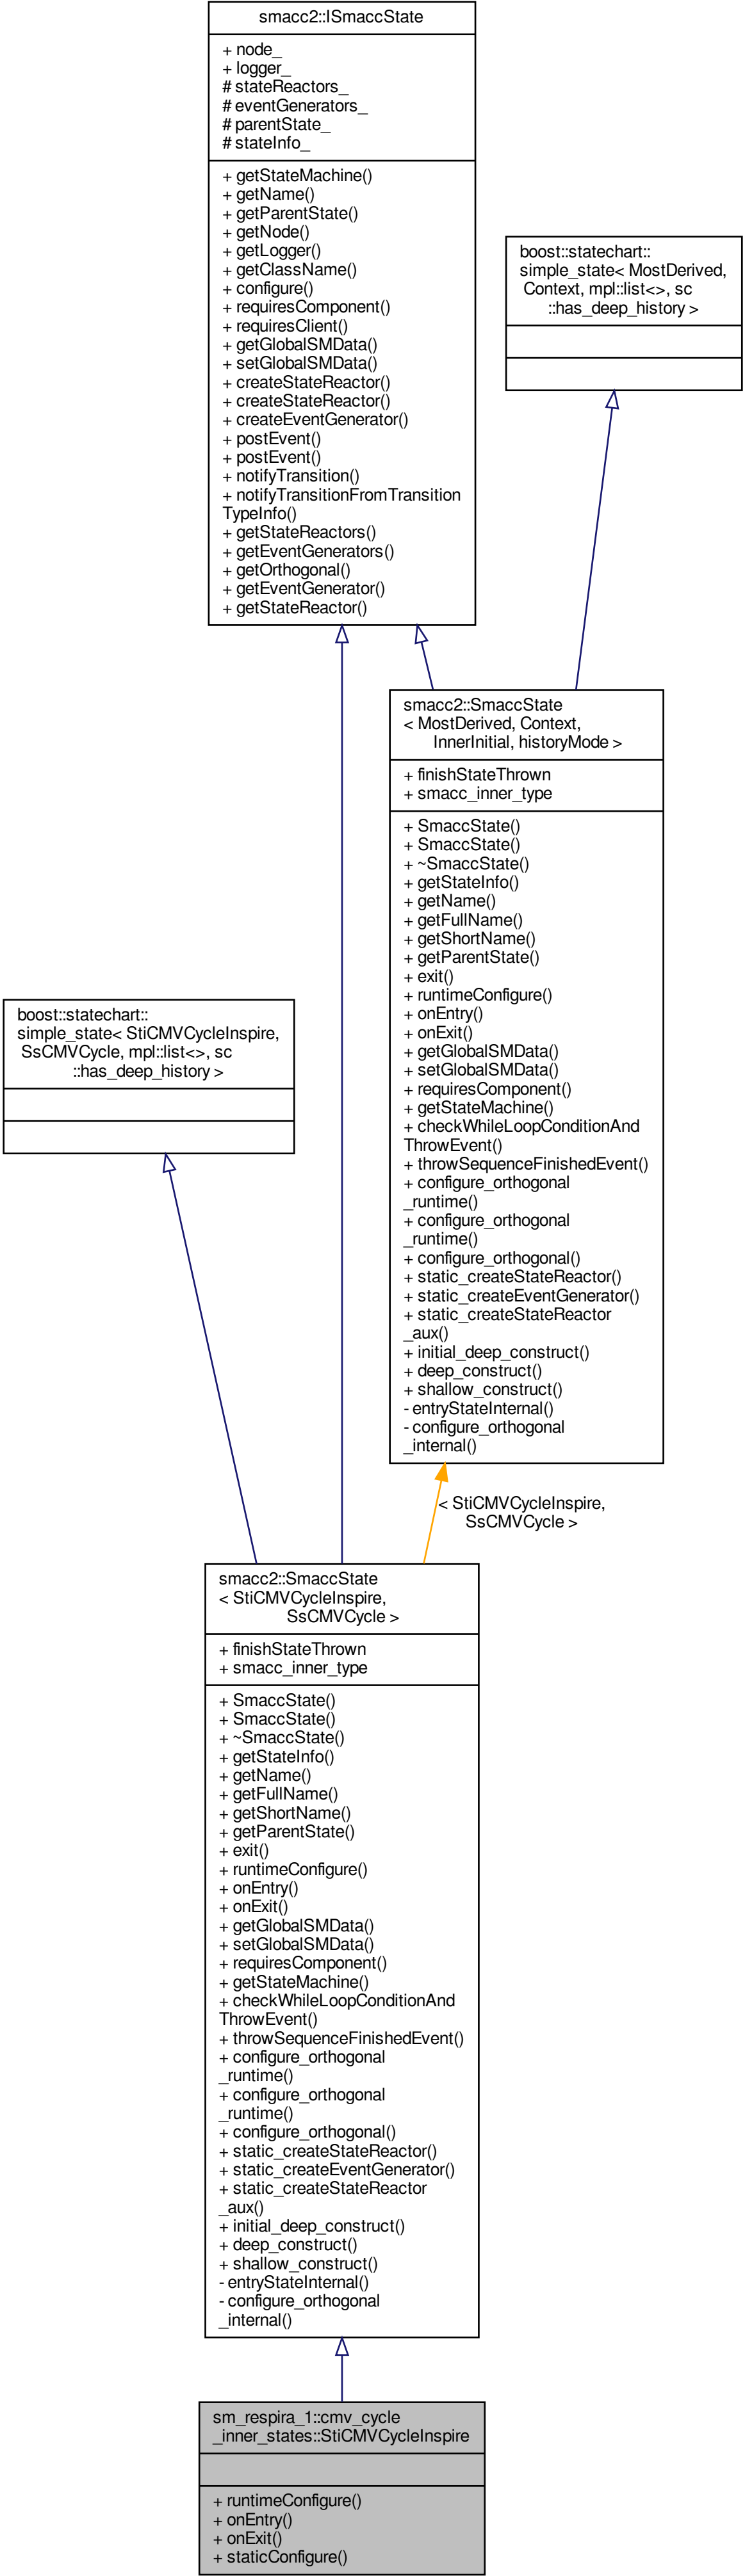 smacc2::ISmaccState
+ node_
+ logger_
# stateReactors_
# eventGenerators_
# parentState_
# stateInfo_
+ getStateMachine()
+ getName()
+ getParentState()
+ getNode()
+ getLogger()
+ getClassName()
+ configure()
+ requiresComponent()
+ requiresClient()
+ getGlobalSMData()
+ setGlobalSMData()
+ createStateReactor()
+ createStateReactor()
+ createEventGenerator()
+ postEvent()
+ postEvent()
+ notifyTransition()
+ notifyTransitionFromTransition
TypeInfo()
+ getStateReactors()
+ getEventGenerators()
+ getOrthogonal()
+ getEventGenerator()
+ getStateReactor()
boost::statechart::
simple_state< MostDerived,
Context, mpl::list<>, sc
::has_deep_history >
smacc2::SmaccState
< MostDerived, Context,
InnerInitial, historyMode >
+ finishStateThrown
+ smacc_inner_type
+ SmaccState()
+ SmaccState()
+ ~SmaccState()
+ getStateInfo()
+ getName()
+ getFullName()
+ getShortName()
+ getParentState()
+ exit()
+ runtimeConfigure()
+ onEntry()
+ onExit()
+ getGlobalSMData()
+ setGlobalSMData()
+ requiresComponent()
+ getStateMachine()
+ checkWhileLoopConditionAnd
ThrowEvent()
+ throwSequenceFinishedEvent()
+ configure_orthogonal
_runtime()
+ configure_orthogonal
_runtime()
+ configure_orthogonal()
+ static_createStateReactor()
+ static_createEventGenerator()
+ static_createStateReactor
_aux()
+ initial_deep_construct()
+ deep_construct()
+ shallow_construct()
- entryStateInternal()
- configure_orthogonal
_internal()
boost::statechart::
simple_state< StiCMVCycleInspire,
SsCMVCycle, mpl::list<>, sc
::has_deep_history >
< StiCMVCycleInspire,
SsCMVCycle >
smacc2::SmaccState
< StiCMVCycleInspire,
SsCMVCycle >
+ finishStateThrown
+ smacc_inner_type
+ SmaccState()
+ SmaccState()
+ ~SmaccState()
+ getStateInfo()
+ getName()
+ getFullName()
+ getShortName()
+ getParentState()
+ exit()
+ runtimeConfigure()
+ onEntry()
+ onExit()
+ getGlobalSMData()
+ setGlobalSMData()
+ requiresComponent()
+ getStateMachine()
+ checkWhileLoopConditionAnd
ThrowEvent()
+ throwSequenceFinishedEvent()
+ configure_orthogonal
_runtime()
+ configure_orthogonal
_runtime()
+ configure_orthogonal()
+ static_createStateReactor()
+ static_createEventGenerator()
+ static_createStateReactor
_aux()
+ initial_deep_construct()
+ deep_construct()
+ shallow_construct()
- entryStateInternal()
- configure_orthogonal
_internal()
sm_respira_1::cmv_cycle
_inner_states::StiCMVCycleInspire
+ runtimeConfigure()
+ onEntry()
+ onExit()
+ staticConfigure()